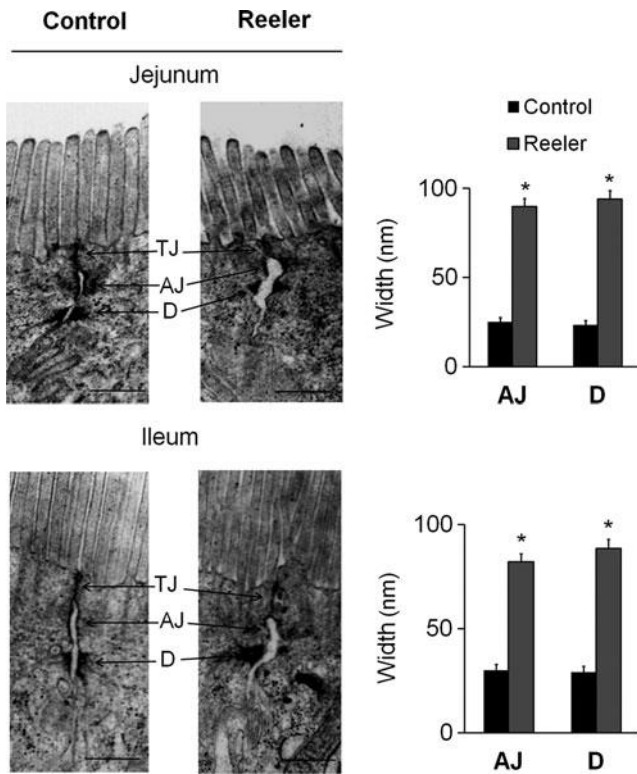 Control
Reeler
Jejunum
TJ
AJ
D
Control
Reeler
100
*
*
50
0
Width (nm)
AJ
D
Ileum
TJ
AJ
D
100
*
*
50
0
Width (nm)
AJ
D